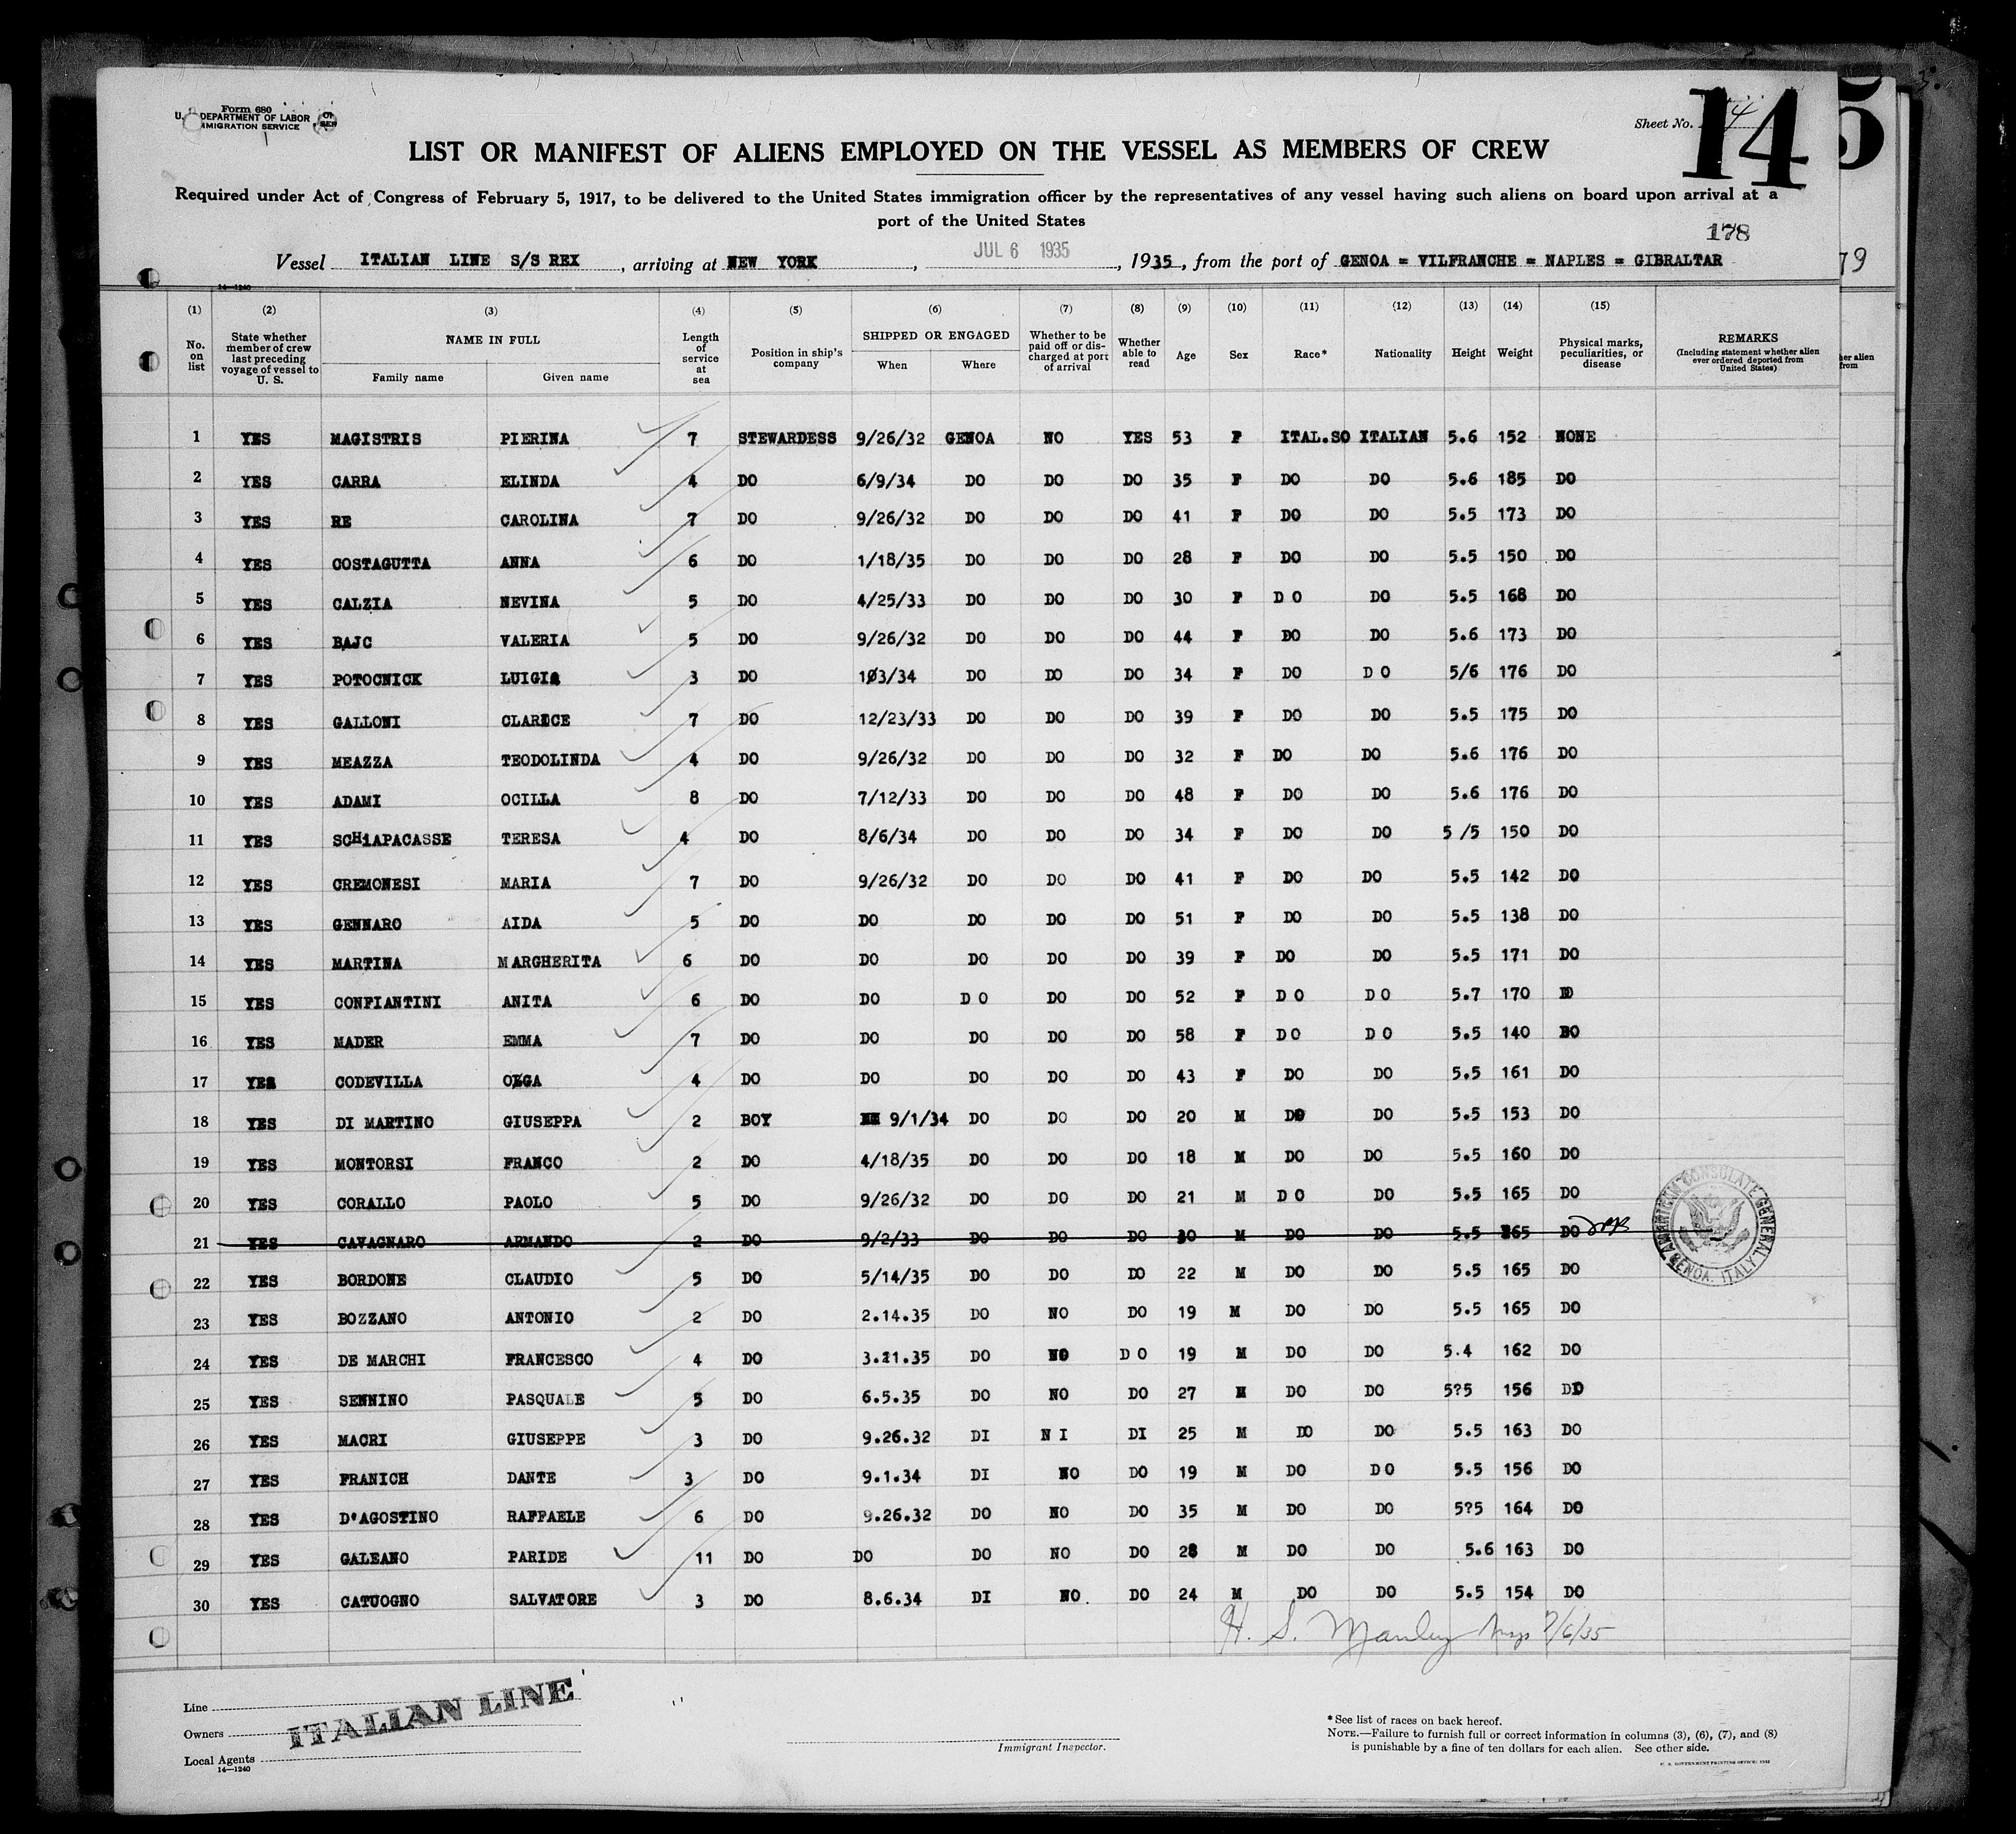 Form 680
U. S. DEPARTMENT OF LABOR
IMMIGRATION SERVICE
Sheet No. 14
14
5
LIST OR MANIFEST OF ALIENS EMPLOYED ON THE VESSEL AS MEMBERS OF CREW
Required under Act of Congress of February 5, 1917, to be delivered to the United States immigration officer by the representatives of any vessel having such aliens on board upon arrival at a
port of the United States
178
79
Vessel ITALIAN LINE S/S REX, arriving at NEW YORK, JUL 6 1935, 1935, from the port of GENOA = VILFRANCHE = NAPLES = GIBRALTAR
14—1240
(1) (2) (3) (4) (5) (6) (7) (8) (9) (10) (11) (12) (13) (14) (15)
No. on list State whether member of crew last preceding voyage of vessel to U. S. NAME IN FULL Family name Given name Length of service at sea Position in ship's company SHIPPED OR ENGAGED When Where Whether to be paid off or discharged at port of arrival Whether able to read Age Sex Race* Nationality Height Weight Physical marks, peculiarities, or disease REMARKS (Including statement whether alien ever ordered deported from United States)
her alien
from
1 YES MAGISTRIS PIERINA 7 STEWARDESS 9/26/32 GENOA NO YES 53 F ITAL.SO ITALIAN 5.6 152 NONE
2 YES CARRA ELINDA 4 DO 6/9/34 DO DO DO 35 F DO DO 5.6 185 DO
3 YES RE CAROLINA 7 DO 9/26/32 DO DO DO 41 F DO DO 5.5 173 DO
4 YES COSTAGUTTA ANNA 6 DO 1/18/35 DO DO DO 28 F DO DO 5.5 150 DO
5 YES CALZIA NEVINA 5 DO 4/25/33 DO DO DO 30 F D O DO 5.5 168 DO
6 YES BAJC VALERIA 5 DO 9/26/32 DO DO DO 44 F DO DO 5.6 173 DO
7 YES POTOCNICK LUIGIA 3 DO 103/34 DO DO DO 34 F DO D O 5/6 176 DO
8 YES GALLONI CLARICE 7 DO 12/23/33 DO DO DO 39 F DO DO 5.5 175 DO
9 YES MEAZZA TEODOLINDA 4 DO 9/26/32 DO DO DO 32 F DO DO 5.6 176 DO
10 YES ADAMI OCILLA 8 DO 7/12/33 DO DO DO 48 F DO DO 5.6 176 DO
11 YES SCHiAPACASSE TERESA 4 DO 8/6/34 DO DO DO 34 F DO DO 5 /5 150 DO
12 YES CREMONESI MARIA 7 DO 9/26/32 DO DO DO 41 F DO DO 5.5 142 DO
13 YES GENNARO AIDA 5 DO DO DO DO DO 51 F DO DO 5.5 138 DO
14 YES MARTINA MARGHERITA 6 DO DO DO DO DO 39 F DO DO 5.5 171 DO
15 YES CONFIANTINI ANITA 6 DO DO D O DO DO 52 F D O D O 5.7 170 DO
16 YES MADER EMMA 7 DO DO DO DO DO 58 F D O D O 5.5 140 DO
17 YES CODEVILLA OLGA 4 DO DO DO DO DO 43 F DO DO 5.5 161 DO
18 YES DI MARTINO GIUSEPPA 2 BOY 9/1/34 DO DO DO 20 M DO DO 5.5 153 DO
19 YES MONTORSI FRANCO 2 DO 4/18/35 DO DO DO 18 M DO DO 5.5 160 DO
20 YES CORALLO PAOLO 5 DO 9/26/32 DO DO DO 21 M D O DO 5.5 165 DO
21 YES CAVAGNARO ARMANDO 2 DO 9/2/33 DO DO DO 30 M DO DO 5.5 165 DO
22 YES BORDONE CLAUDIO 5 DO 5/14/35 DO DO DO 22 M DO DO 5.5 165 DO
23 YES BOZZANO ANTONIO 2 DO 2.14.35 DO NO DO 19 M DO DO 5.5 165 DO
24 YES DE MARCHI FRANCESCO 4 DO 3.21.35 DO NO D O 19 M DO DO 5.4 162 DO
25 YES SENNINO PASQUALE 5 DO 6.5.35 DO NO DO 27 M DO DO 5?5 156 DO
26 YES MACRI GIUSEPPE 3 DO 9.26.32 DI N I DI 25 M DO DO 5.5 163 DO
27 YES FRANICH DANTE 3 DO 9.1.34 DI NO DO 19 M DO DO 5.5 156 DO
28 YES D'AGOSTINO RAFFAELE 6 DO 9.26.32 DO NO DO 35 M DO DO 5?5 164 DO
29 YES GALEANO PARIDE 11 DO DO DO NO DO 28 M DO DO 5.6 163 DO
30 YES CATUOGNO SALVATORE 3 DO 8.6.34 DI NO. DO 24 M DO DO 5.5 154 DO
AMERICAN CONSULATE GENERAL GENOA, ITALY
H. S. Manley Insp 7/6/35
Line
Owners
Local Agents
ITALIAN LINE
14—1240
Immigrant Inspector.
*See list of races on back hereof.
NOTE.—Failure to furnish full or correct information in columns (3), (6), (7), and (8)
is punishable by a fine of ten dollars for each alien. See other side.
U. S. GOVERNMENT PRINTING OFFICE: 1932